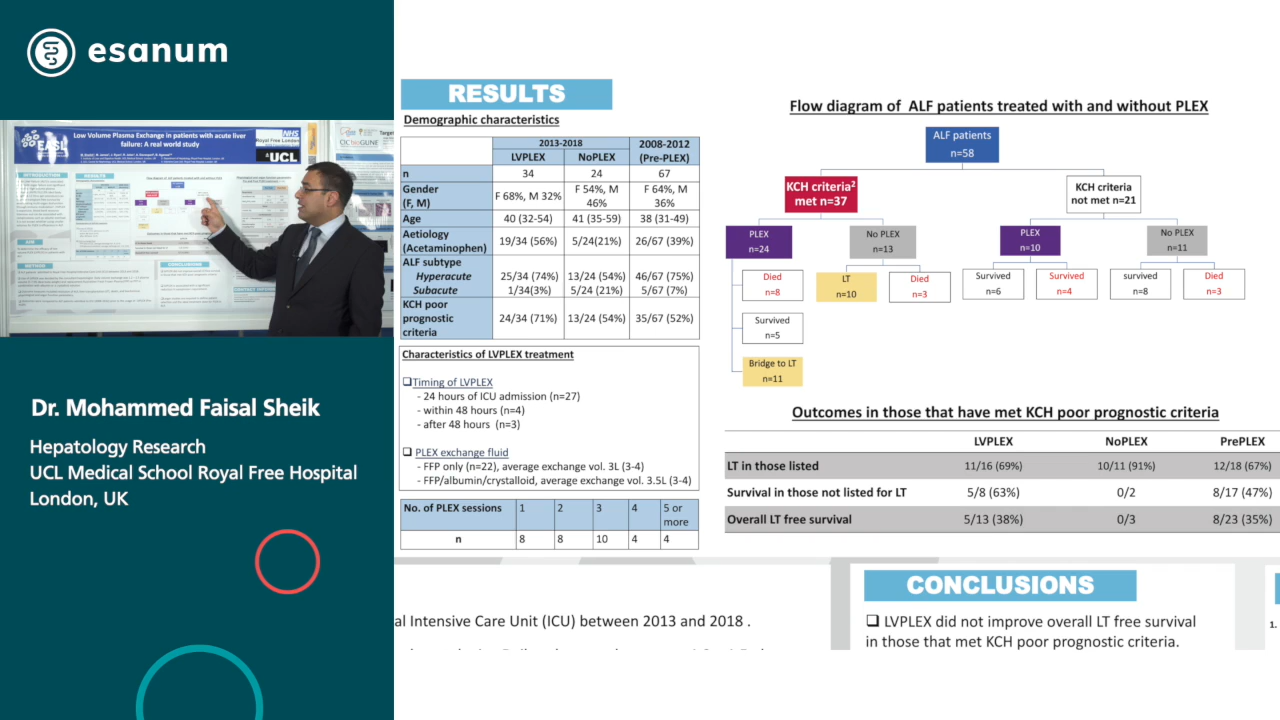 esanum
Low Volume Plasma Exchange in patients with acute liver
failure: A real world study
EASL
NHS
Royal Free London
UCL
Dr. Mohammed Faisal Sheik
Hepatology Research
UCL Medical School Royal Free Hospital
London, UK
RESULTS
Demographic characteristics
2013-2018 2008-2012
LVPLEX NoPLEX (Pre-PLEX)
n 34 24 67
Gender (F, M) F 68%, M 32% F 54%, M 46% F 64%, M 36%
Age 40 (32-54) 41 (35-59) 38 (31-49)
Aetiology (Acetaminophen) 19/34 (56%) 5/24(21%) 26/67 (39%)
ALF subtype
Hyperacute 25/34 (74%) 13/24 (54%) 46/67 (75%)
Subacute 1/34(3%) 5/24 (21%) 5/67 (7%)
KCH poor prognostic criteria 24/34 (71%) 13/24 (54%) 35/67 (52%)
Characteristics of LVPLEX treatment
❑Timing of LVPLEX
- 24 hours of ICU admission (n=27)
- within 48 hours (n=4)
- after 48 hours (n=3)
❑ PLEX exchange fluid
- FFP only (n=22), average exchange vol. 3L (3-4)
- FFP/albumin/crystalloid, average exchange vol. 3.5L (3-4)
No. of PLEX sessions 1 2 3 4 5 or more
n 8 8 10 4 4
Flow diagram of ALF patients treated with and without PLEX
ALF patients
n=58
KCH criteria²
met n=37
KCH criteria
not met n=21
PLEX
n=24
No PLEX
n=13
PLEX
n=10
No PLEX
n=11
Died
n=8
LT
n=10
Died
n=3
Survived
n=6
Survived
n=4
survived
n=8
Died
n=3
Survived
n=5
Bridge to LT
n=11
Outcomes in those that have met KCH poor prognostic criteria
LVPLEX NoPLEX PrePLEX
LT in those listed 11/16 (69%) 10/11 (91%) 12/18 (67%)
Survival in those not listed for LT 5/8 (63%) 0/2 8/17 (47%)
Overall LT free survival 5/13 (38%) 0/3 8/23 (35%)
al Intensive Care Unit (ICU) between 2013 and 2018 .
CONCLUSIONS
❑ LVPLEX did not improve overall LT free survival
in those that met KCH poor prognostic criteria.
1.